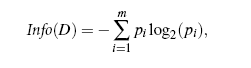 Info(D) = −∑_{i=1}^{m} p_i log_2(p_i),